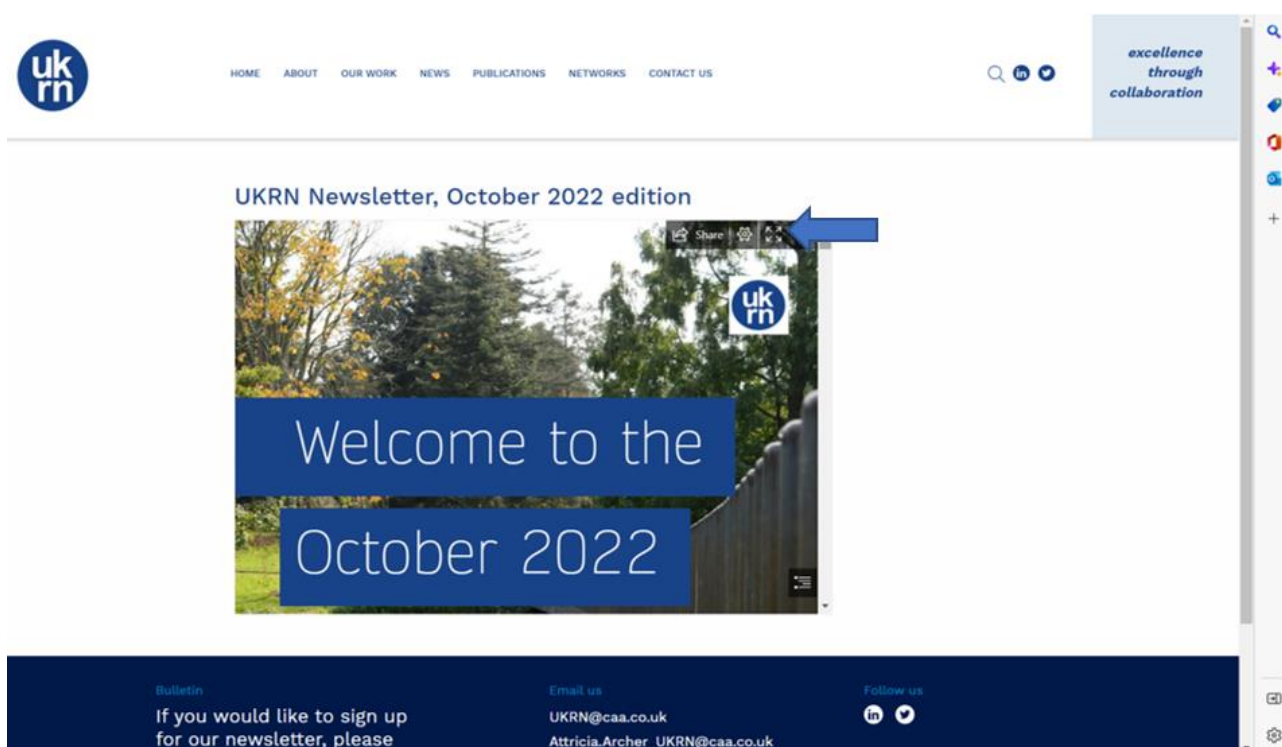 uk
rn
HOME ABOUT OUR WORK NEWS PUBLICATIONS NETWORKS CONTACT US
excellence
through
collaboration
UKRN Newsletter, October 2022 edition
Share
uk
rn
Welcome to the
October 2022
Bulletin
If you would like to sign up
for our newsletter, please
Email us
UKRN@caa.co.uk
Attricia.Archer_UKRN@caa.co.uk
Follow us